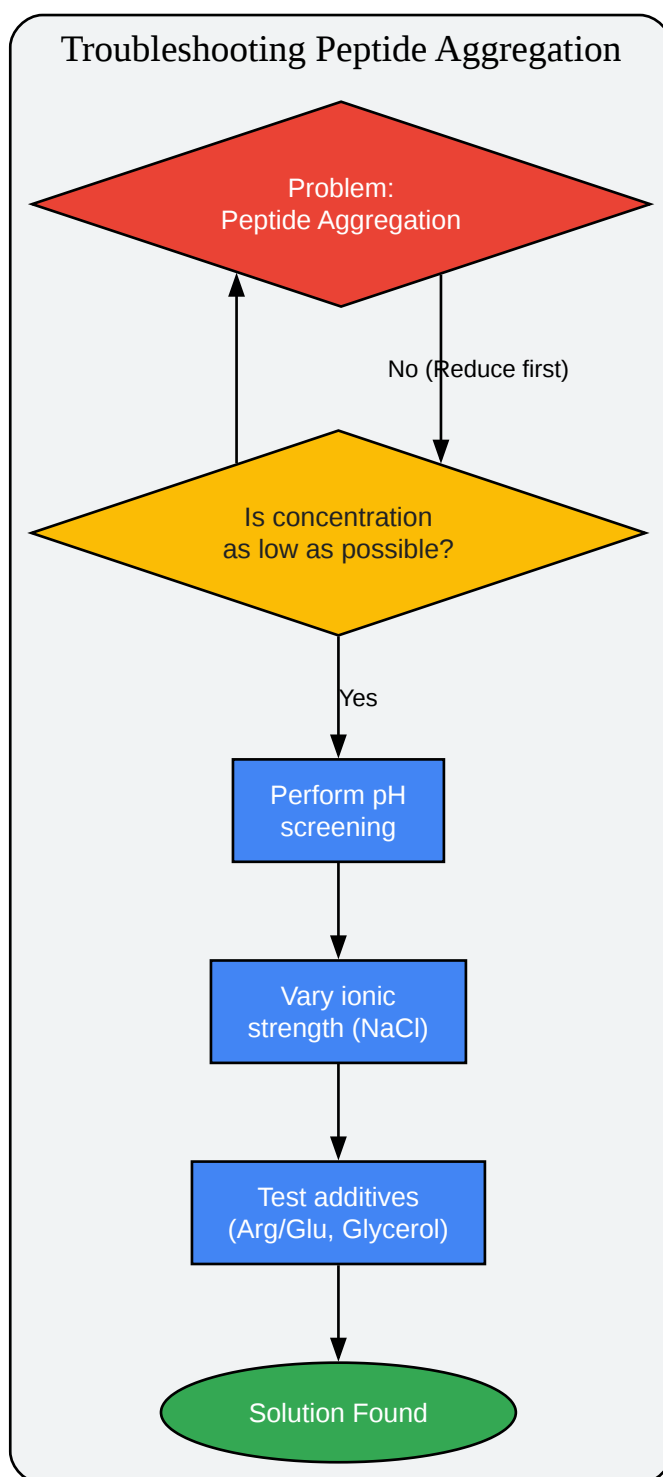 Troubleshooting Peptide Aggregation
Problem:
Peptide Aggregation
No (Reduce first)
Is concentration
as low as possible?
Yes
Perform pH
screening
Vary ionic
strength (NaCl)
Test additives
(Arg/Glu, Glycerol)
Solution Found